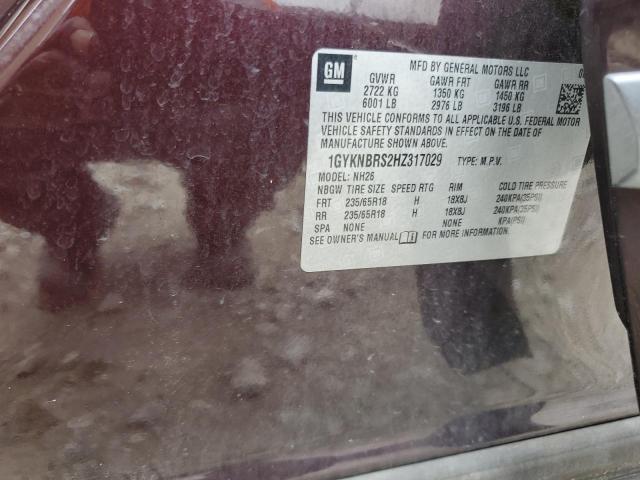 GM
MFD BY GENERAL MOTORS LLC
GVWR GAWR FRT GAWR RR
2722 KG 1350 KG 1450 KG
6001 LB 2976 LB 3196 LB
THIS VEHICLE CONFORMS TO ALL APPLICABLE U.S. FEDERAL MOTOR
VEHICLE SAFETY STANDARDS IN EFFECT ON THE DATE OF
MANUFACTURE SHOWN ABOVE.
1GYKNBRS2HZ317029 TYPE: M.P.V.
MODEL: NH26
NBGW TIRE SIZE SPEED RTG RIM COLD TIRE PRESSURE
FRT 235/65R18 H 18X8J 240KPA(35PSI)
RR 235/65R18 H 18X8J 240KPA(35PSI)
SPA NONE NONE KPA(PSI)
SEE OWNER'S MANUAL FOR MORE INFORMATION.